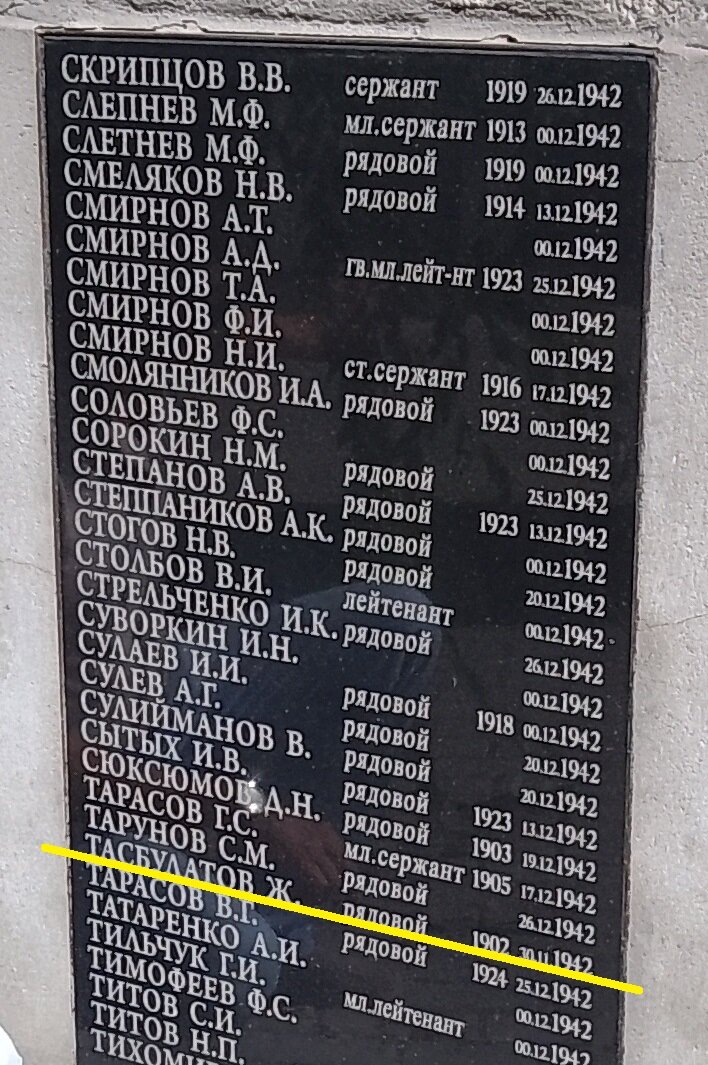 СКРИПЦОВ В.В. сержант 1919 26.12.1942
СЛЕПНЕВ М.Ф. мл.сержант 1913 00.12.1942
СЛЕТНЕВ М.Ф. рядовой 1919 00.12.1942
СМЕЛЯКОВ Н.В. рядовой 1914 13.12.1942
СМИРНОВ А.Т. 00.12.1942
СМИРНОВ А.Д. гв.мл.лейт-нт 1923 25.12.1942
СМИРНОВ Т.А. 00.12.1942
СМИРНОВ Ф.И. 00.12.1942
СМИРНОВ Н.И. ст.сержант 1916 17.12.1942
СМОЛЯННИКОВ И.А. рядовой 1923 00.12.1942
СОЛОВЬЕВ Ф.С. 00.12.1942
СОРОКИН Н.М. рядовой 25.12.1942
СТЕПАНОВ А.В. рядовой 1923 13.12.1942
СТЕППАНИКОВ А.К. рядовой 00.12.1942
СТОГОВ Н.В. рядовой 20.12.1942
СТОЛБОВ В.И. лейтенант 00.12.1942
СТРЕЛЬЧЕНКО И.К. рядовой 26.12.1942
СУВОРКИН И.Н. 00.12.1942
СУЛАЕВ И.И. рядовой 1918 00.12.1942
СУЛЕВ А.Г. рядовой 20.12.1942
СУЛИЙМАНОВ В. рядовой 20.12.1942
СЫТЫХ И.В. рядовой 1923 13.12.1942
СЮКСЮМОВ Д.Н. рядовой 1903 19.12.1942
ТАРАСОВ Г.С. мл.сержант 1905 17.12.1942
ТАРУНОВ С.М. рядовой 26.12.1942
ТАСБУЛАТОВ Ж. рядовой 1902 30.11.1942
ТАРАСОВ В.Г. рядовой 1924 25.12.1942
ТАТАРЕНКО А.И. 00.12.1942
ТИЛЬЧУК Г.И. мл.лейтенант 00.12.1942
ТИМОФЕЕВ Ф.С.
ТИТОВ С.И.
ТИТОВ Н.П.